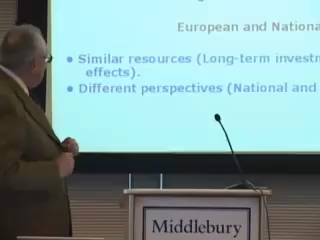 European and Nationa
• Similar resources (Long-term investm
effects).
• Different perspectives (National and
Middlebury